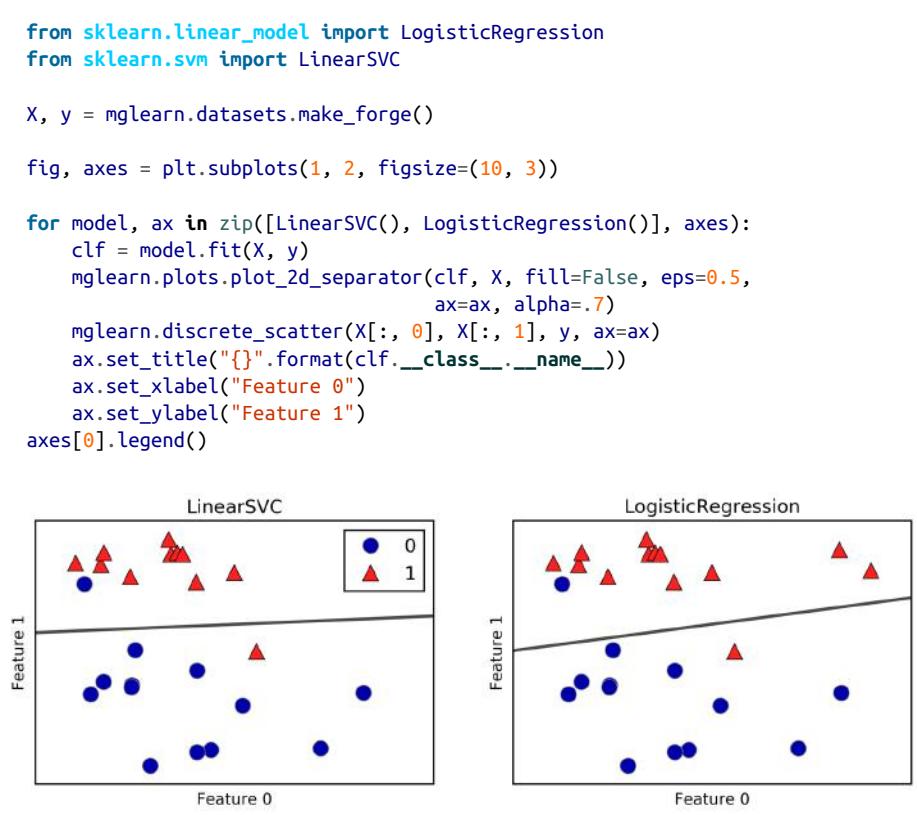 from sklearn.linear_model import LogisticRegression
from sklearn.svm import LinearSVC
X, y = mglearn.datasets.make_forge()
fig, axes = plt.subplots(1, 2, figsize=(10, 3))
for model, ax in zip([LinearSVC(), LogisticRegression()], axes):
    clf = model.fit(X, y)
    mglearn.plots.plot_2d_separator(clf, X, fill=False, eps=0.5,
                                    ax=ax, alpha=.7)
    mglearn.discrete_scatter(X[:, 0], X[:, 1], y, ax=ax)
    ax.set_title("{}".format(clf.__class__.__name__))
    ax.set_xlabel("Feature 0")
    ax.set_ylabel("Feature 1")
axes[0].legend()
LinearSVC
0
1
Feature 1
Feature 0
LogisticRegression
Feature 1
Feature 0